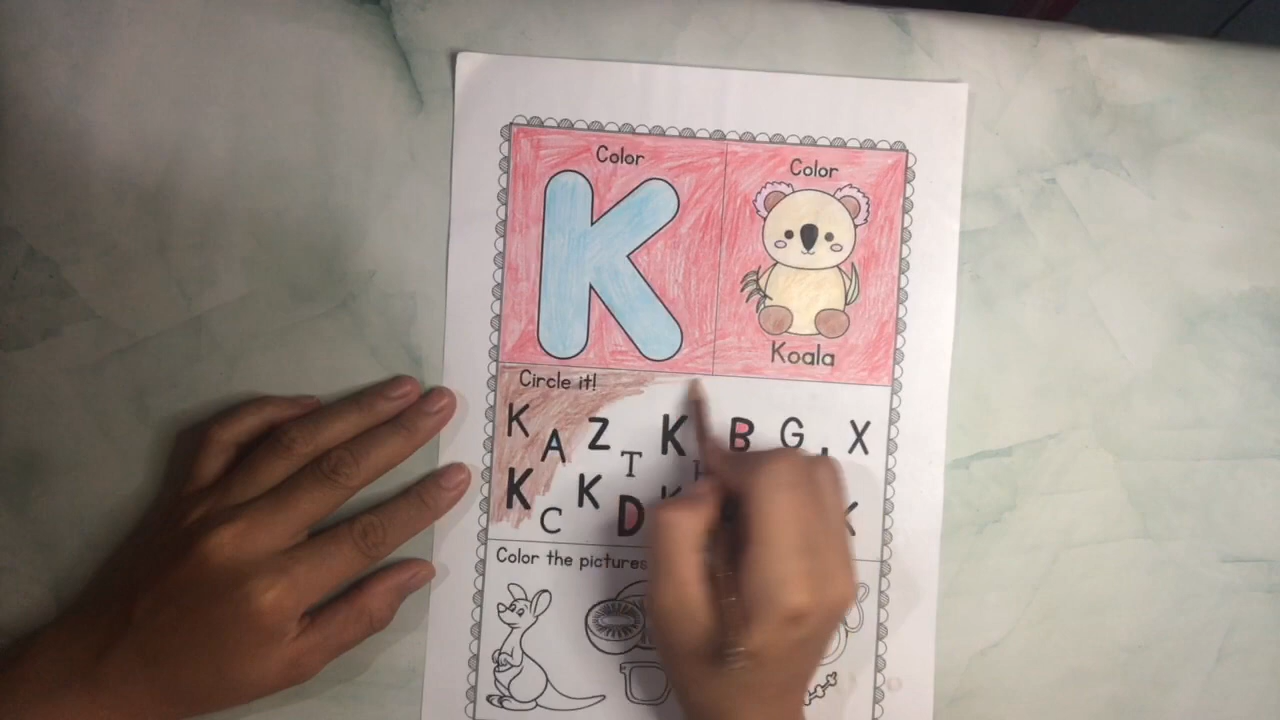 Color
Color
K
Koala
Circle it!
K A Z T K B G X
K C K D K K
Color the pictures